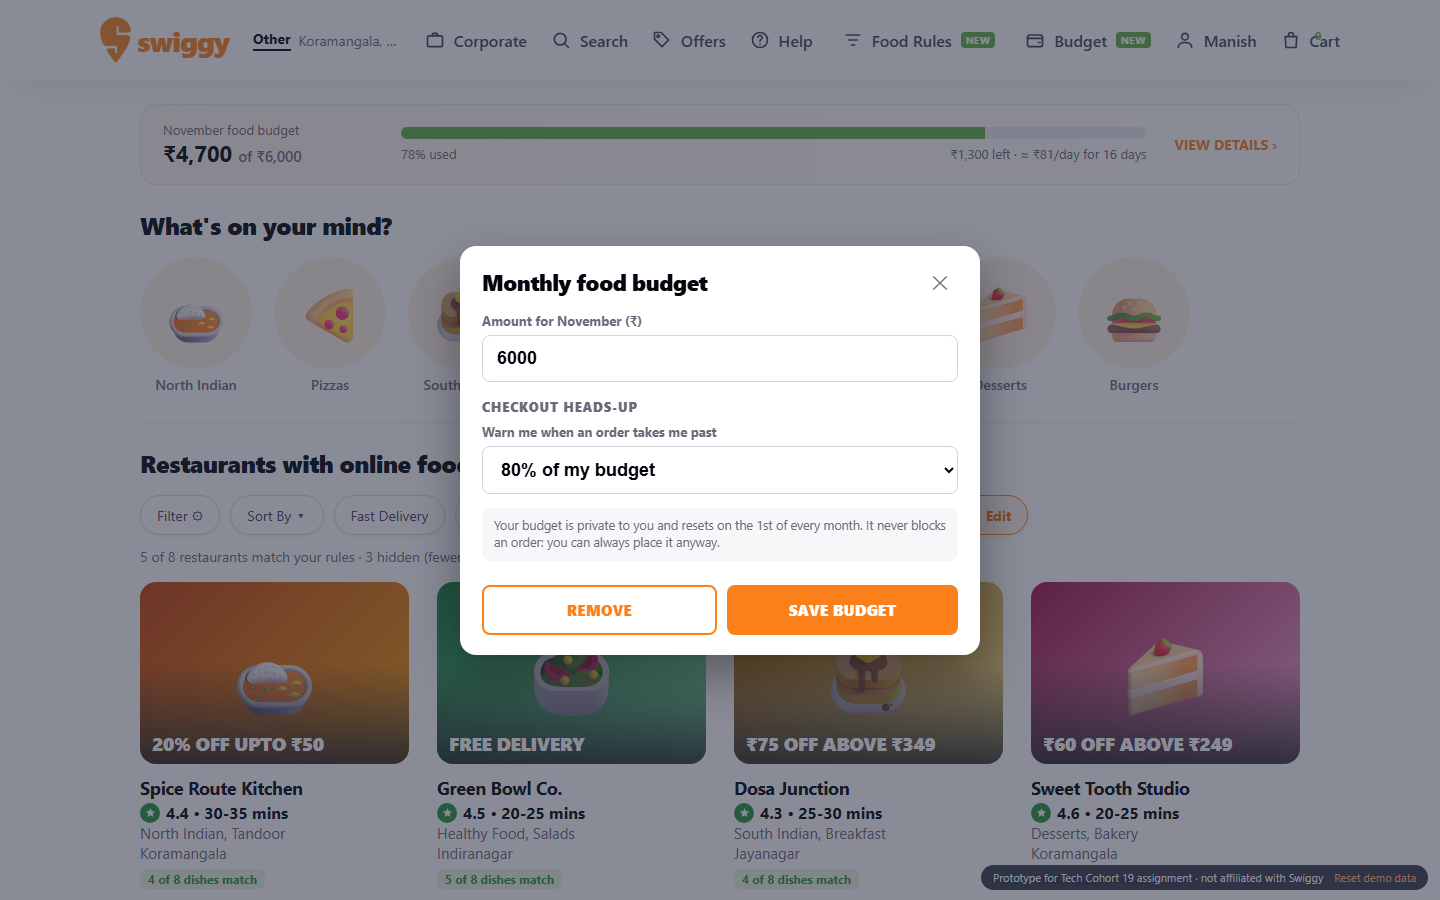 swiggy
Other Koramangala, ...
Corporate
Search
Offers
Help
Food Rules NEW
Budget NEW
Manish
Cart
November food budget
₹4,700 of ₹6,000
78% used
₹1,300 left · ≈ ₹81/day for 16 days
VIEW DETAILS ›
What's on your mind?
North Indian
Pizzas
South
Desserts
Burgers
Monthly food budget
Amount for November (₹)
6000
CHECKOUT HEADS-UP
Warn me when an order takes me past
80% of my budget
Your budget is private to you and resets on the 1st of every month. It never blocks
an order: you can always place it anyway.
REMOVE
SAVE BUDGET
Restaurants with online foo
Filter
Sort By
Fast Delivery
Edit
5 of 8 restaurants match your rules · 3 hidden (fewer
20% OFF UPTO ₹50
FREE DELIVERY
₹75 OFF ABOVE ₹349
₹60 OFF ABOVE ₹249
Spice Route Kitchen
4.4 • 30-35 mins
North Indian, Tandoor
Koramangala
4 of 8 dishes match
Green Bowl Co.
4.5 • 20-25 mins
Healthy Food, Salads
Indiranagar
5 of 8 dishes match
Dosa Junction
4.3 • 25-30 mins
South Indian, Breakfast
Jayanagar
4 of 8 dishes match
Sweet Tooth Studio
4.6 • 20-25 mins
Desserts, Bakery
Koramangala
Prototype for Tech Cohort 19 assignment · not affiliated with Swiggy Reset demo data